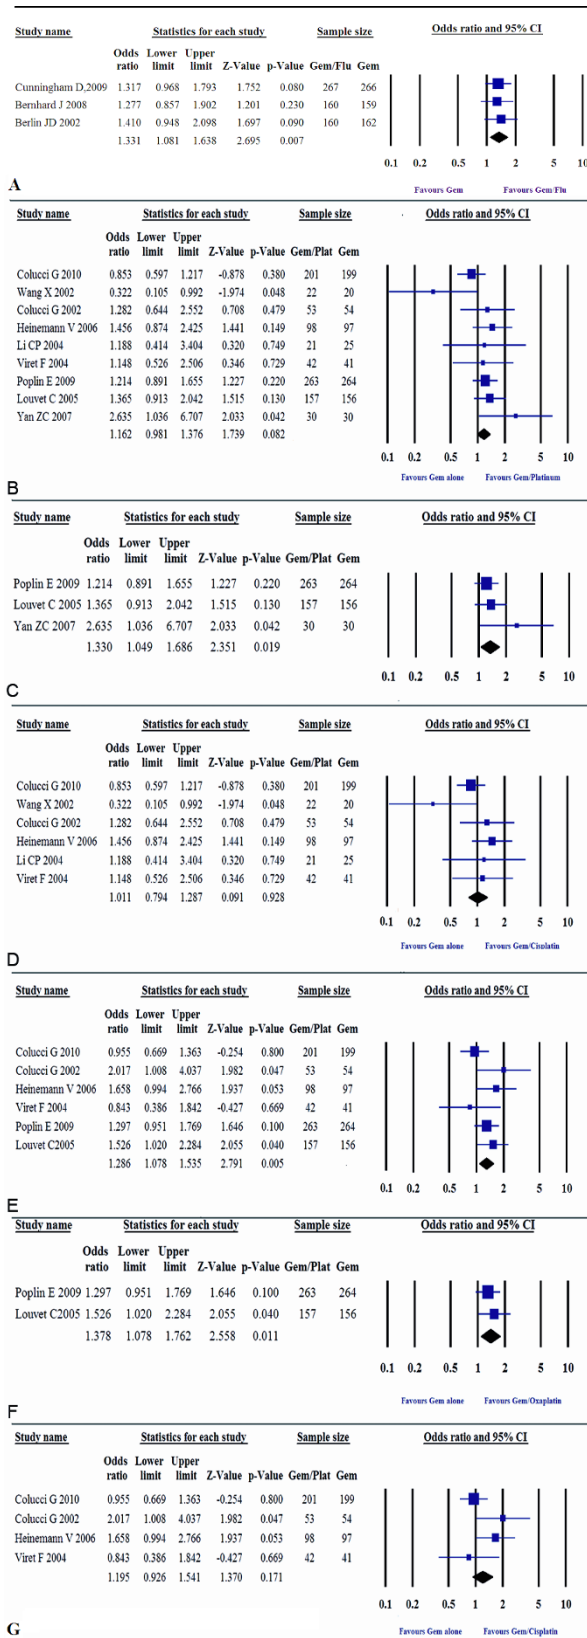 Study name Statistics for each study Sample size Odds ratio and 95% CI
Odds Lower Upper
ratio limit limit Z-Value p-Value Gem/Flu Gem
Cunningham D,2009 1.317 0.968 1.793 1.752 0.080 267 266
Bernhard J 2008 1.277 0.857 1.902 1.201 0.230 160 159
Berlin JD 2002 1.410 0.948 2.098 1.697 0.090 160 162
1.331 1.081 1.638 2.695 0.007
0.1 0.2 0.5 1 2 5 10
Favours Gem Favours Gem/Flu
A
Study name Statistics for each study Sample size Odds ratio and 95% CI
Odds Lower Upper
ratio limit limit Z-Value p-Value Gem/Plat Gem
Colucci G 2010 0.853 0.597 1.217 -0.878 0.380 201 199
Wang X 2002 0.322 0.105 0.992 -1.974 0.048 22 20
Colucci G 2002 1.282 0.644 2.552 0.708 0.479 53 54
Heinemann V 2006 1.456 0.874 2.425 1.441 0.149 98 97
Li CP 2004 1.188 0.414 3.404 0.320 0.749 21 25
Viret F 2004 1.148 0.526 2.506 0.346 0.729 42 41
Poplin E 2009 1.214 0.891 1.655 1.227 0.220 263 264
Louvet C 2005 1.365 0.913 2.042 1.515 0.130 157 156
Yan ZC 2007 2.635 1.036 6.707 2.033 0.042 30 30
1.162 0.981 1.376 1.739 0.082
0.1 0.2 0.5 1 2 5 10
Favours Gem alone Favours Gem/Platinum
B
Study name Statistics for each study Sample size Odds ratio and 95% CI
Odds Lower Upper
ratio limit limit Z-Value p-Value Gem/Plat Gem
Poplin E 2009 1.214 0.891 1.655 1.227 0.220 263 264
Louvet C 2005 1.365 0.913 2.042 1.515 0.130 157 156
Yan ZC 2007 2.635 1.036 6.707 2.033 0.042 30 30
1.330 1.049 1.686 2.351 0.019
0.1 0.2 0.5 1 2 5 10
C
Study name Statistics for each study Sample size Odds ratio and 95% CI
Odds Lower Upper
ratio limit limit Z-Value p-Value Gem/Plat Gem
Colucci G 2010 0.853 0.597 1.217 -0.878 0.380 201 199
Wang X 2002 0.322 0.105 0.992 -1.974 0.048 22 20
Colucci G 2002 1.282 0.644 2.552 0.708 0.479 53 54
Heinemann V 2006 1.456 0.874 2.425 1.441 0.149 98 97
Li CP 2004 1.188 0.414 3.404 0.320 0.749 21 25
Viret F 2004 1.148 0.526 2.506 0.346 0.729 42 41
1.011 0.794 1.287 0.091 0.928
0.1 0.2 0.5 1 2 5 10
Favours Gem alone Favours Gem/Cisplatin
D
Study name Statistics for each study Sample size Odds ratio and 95% CI
Odds Lower Upper
ratio limit limit Z-Value p-Value Gem/Plat Gem
Colucci G 2010 0.955 0.669 1.363 -0.254 0.800 201 199
Colucci G 2002 2.017 1.008 4.037 1.982 0.047 53 54
Heinemann V 2006 1.658 0.994 2.766 1.937 0.053 98 97
Viret F 2004 0.843 0.386 1.842 -0.427 0.669 42 41
Poplin E 2009 1.297 0.951 1.769 1.646 0.100 263 264
Louvet C2005 1.526 1.020 2.284 2.055 0.040 157 156
1.286 1.078 1.535 2.791 0.005
0.1 0.2 0.5 1 2 5 10
E
Study name Statistics for each study Sample size Odds ratio and 95% CI
Odds Lower Upper
ratio limit limit Z-Value p-Value Gem/Plat Gem
Poplin E 2009 1.297 0.951 1.769 1.646 0.100 263 264
Louvet C2005 1.526 1.020 2.284 2.055 0.040 157 156
1.378 1.078 1.762 2.558 0.011
0.1 0.2 0.5 1 2 5 10
Favours Gem alone Favours Gem/Oxaplatin
F
Study name Statistics for each study Sample size Odds ratio and 95% CI
Odds Lower Upper
ratio limit limit Z-Value p-Value Gem/Plat Gem
Colucci G 2010 0.955 0.669 1.363 -0.254 0.800 201 199
Colucci G 2002 2.017 1.008 4.037 1.982 0.047 53 54
Heinemann V 2006 1.658 0.994 2.766 1.937 0.053 98 97
Viret F 2004 0.843 0.386 1.842 -0.427 0.669 42 41
1.195 0.926 1.541 1.370 0.171
0.1 0.2 0.5 1 2 5 10
Favours Gem alone Favours Gem/Cisplatin
G